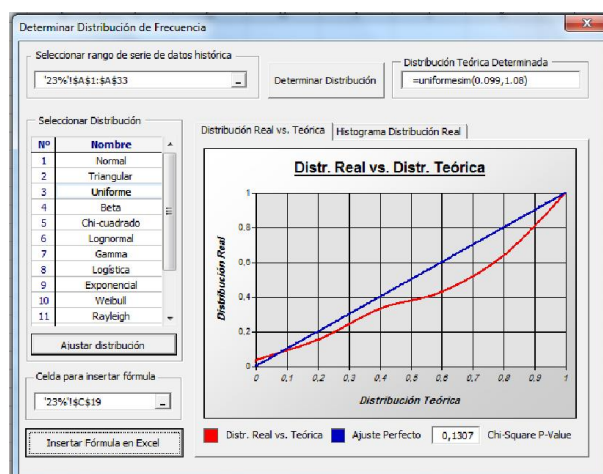 Determinar Distribución de Frecuencia
Seleccionar rango de serie de datos histórica
'23%'!$A$1:$A$33
Determinar Distribución
Distribución Teórica Determinada
=uniformesim(0.099,1.08)
Seleccionar Distribución
Nº Nombre
1 Normal
2 Triangular
3 Uniforme
4 Beta
5 Chi-cuadrado
6 Lognormal
7 Gamma
8 Logística
9 Exponencial
10 Weibull
11 Rayleigh
Ajustar distribución
Celda para insertar fórmula
'23%'!$C$19
Insertar Fórmula en Excel
Distribución Real vs. Teórica Histograma Distribución Real
Distr. Real vs. Distr. Teórica
Distribución Real
1
0.8
0.6
0.4
0.2
0
0 0.1 0.2 0.3 0.4 0.5 0.6 0.7 0.8 0.9 1
Distribución Teórica
Distr. Real vs. Teórica Ajuste Perfecto 0,1307 Chi-Square P-Value